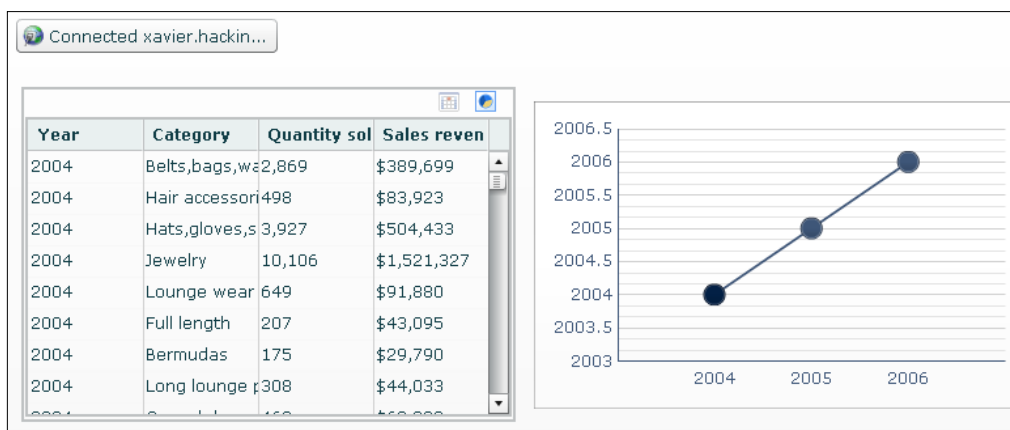 Connected xavier.hackin...
Year Category Quantity sol Sales reven
2004 Belts,bags,wa 2,869 $389,699
2004 Hair accessori 498 $83,923
2004 Hats,gloves,s 3,927 $504,433
2004 Jewelry 10,106 $1,521,327
2004 Lounge wear 649 $91,880
2004 Full length 207 $43,095
2004 Bermudas 175 $29,790
2004 Long lounge p 308 $44,033
2006.5
2006
2005.5
2005
2004.5
2004
2003.5
2003
2004 2005 2006